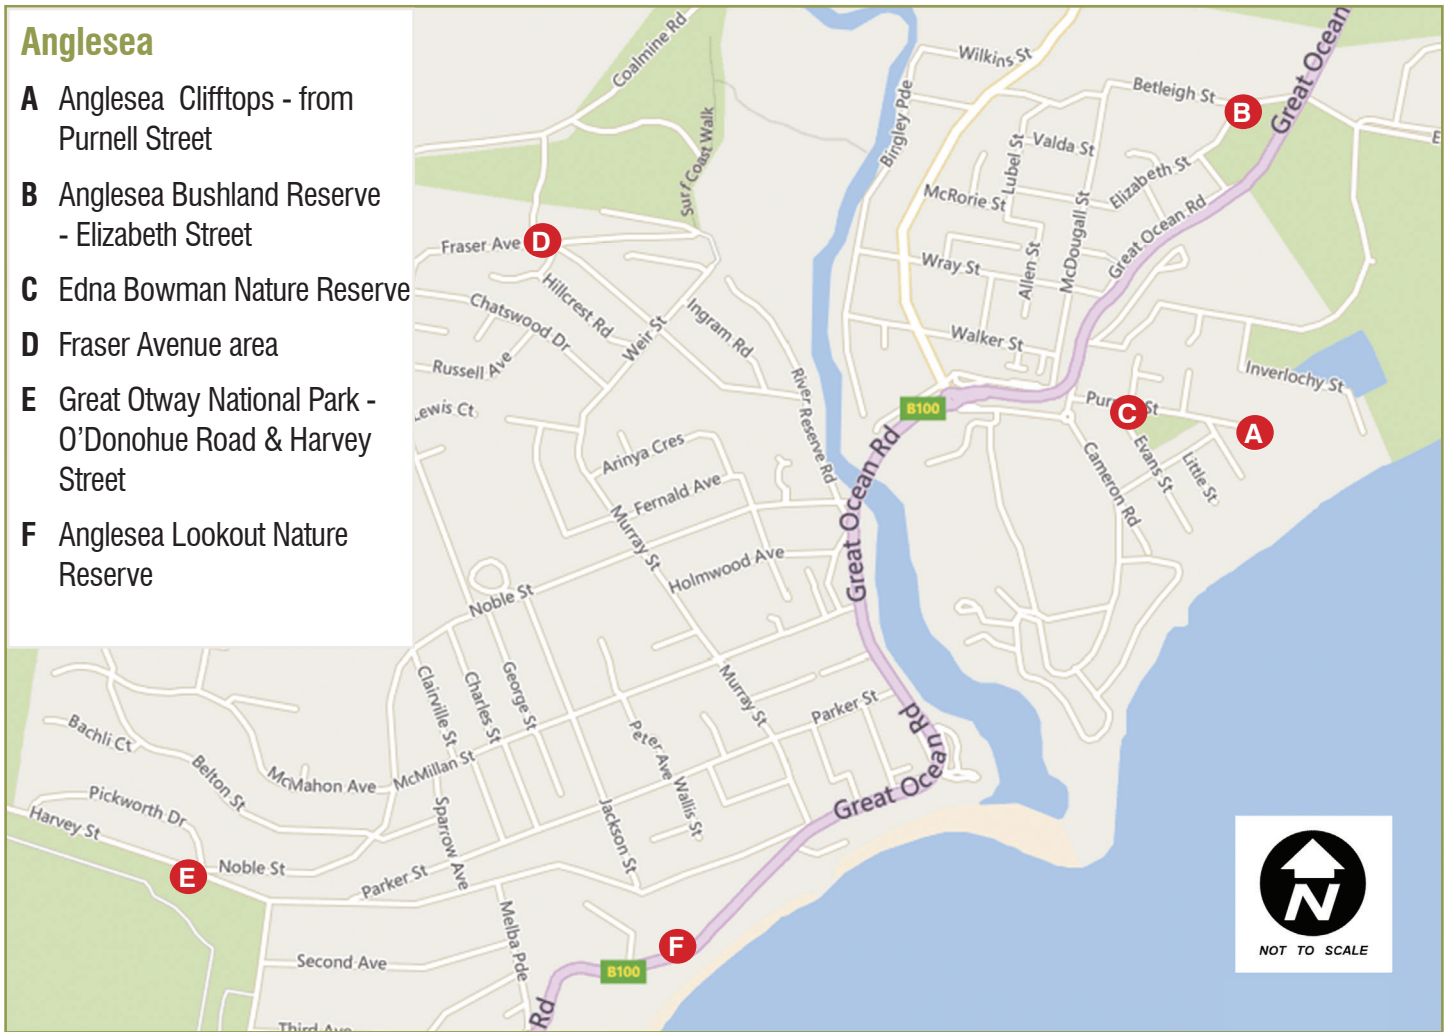 Anglesea
A Anglesea Clifftops - from
Purnell Street
B Anglesea Bushland Reserve
- Elizabeth Street
C Edna Bowman Nature Reserve
D Fraser Avenue area
E Great Otway National Park -
O'Donohue Road & Harvey
Street
F Anglesea Lookout Nature
Reserve
Coalmine Rd
Surf Coast Walk
Wilkins St
Bingley Pde
Betleigh St
B
Great Ocean
Valda St
Lubel St
McRorie St
Elizabeth St
McDougall St
Great Ocean Rd
Fraser Ave
D
Wray St
Allen St
Hillcrest Rd
Chatswood Dr
Weir St
Ingram Rd
Walker St
Russell Ave
River Reserve Rd
Inverlochy St
Lewis Ct
B100
C
St
A
Great Ocean Rd
Arinya Cres
Fernald Ave
Cameron Rd
Evans St
Little St
Murray St
Holmwood Ave
Noble St
Clairville St
Charles St
George St
Murray St
Parker St
Great Ocean Rd
Bachli Ct
Belton St
McMahon Ave
McMillan St
Peter Ave
Wallis St
Pickworth Dr
Harvey St
Sparrow Ave
Jackson St
E
Noble St
Parker St
Melba Pde
Second Ave
F
B100
Rd
Third Ave
N
NOT TO SCALE